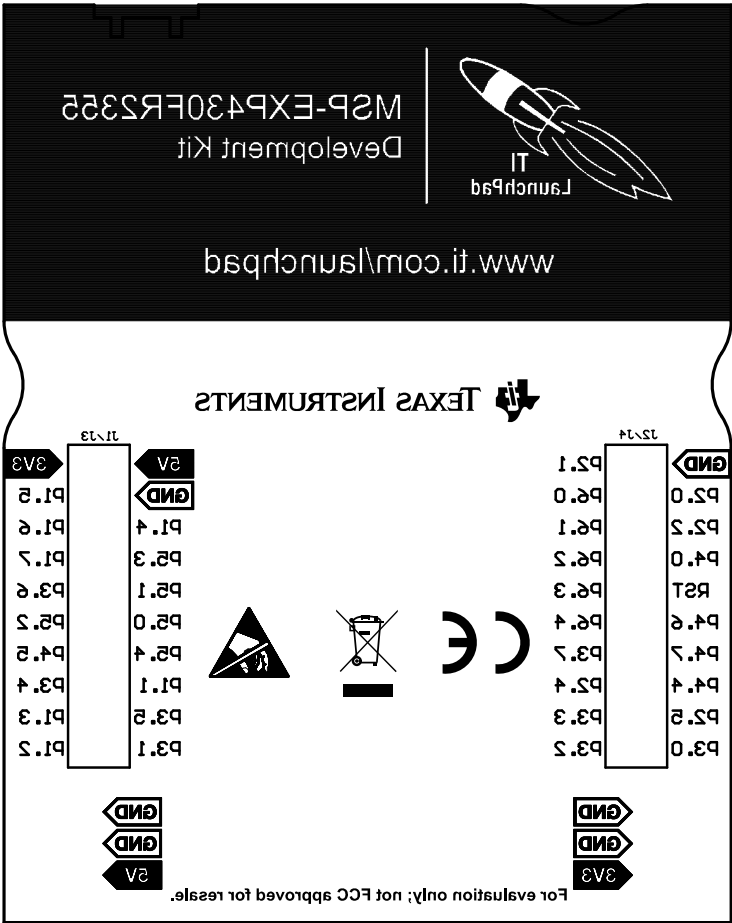 TI
LaunchPad
MSP-EXP430FR2355
Development Kit
www.ti.com/launchpad
TEXAS INSTRUMENTS
J2/J4 J1/J3
GND P2.1 5V 3V3
P2.0 P6.0 GND P1.5
P2.2 P6.1 P1.4 P1.6
P4.0 P6.2 P5.3 P1.7
RST P6.3 P5.1 P3.6
P4.6 P6.4 P5.0 P5.2
P4.7 P3.7 P5.4 P4.5
P4.4 P2.4 P1.1 P3.4
P2.5 P3.3 P3.5 P1.3
P3.0 P3.2 P3.1 P1.2
CE
GND GND
GND GND
3V3 5V
For evaluation only; not FCC approved for resale.